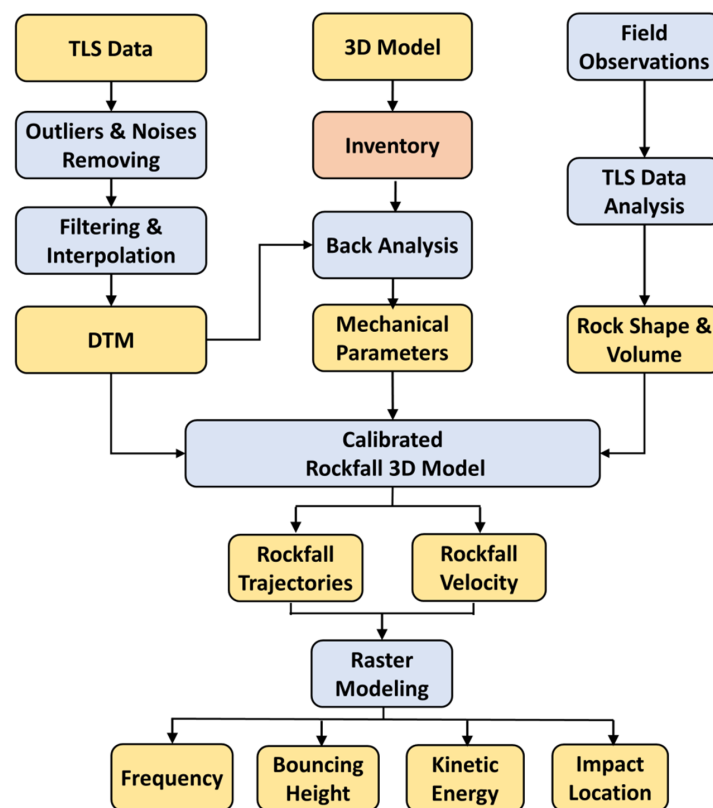 TLS Data
3D Model
Field
Observations
Outliers & Noises
Removing
Inventory
TLS Data
Analysis
Filtering &
Interpolation
Back Analysis
DTM
Mechanical
Parameters
Rock Shape &
Volume
Calibrated
Rockfall 3D Model
Rockfall
Trajectories
Rockfall
Velocity
Raster
Modeling
Frequency
Bouncing
Height
Kinetic
Energy
Impact
Location